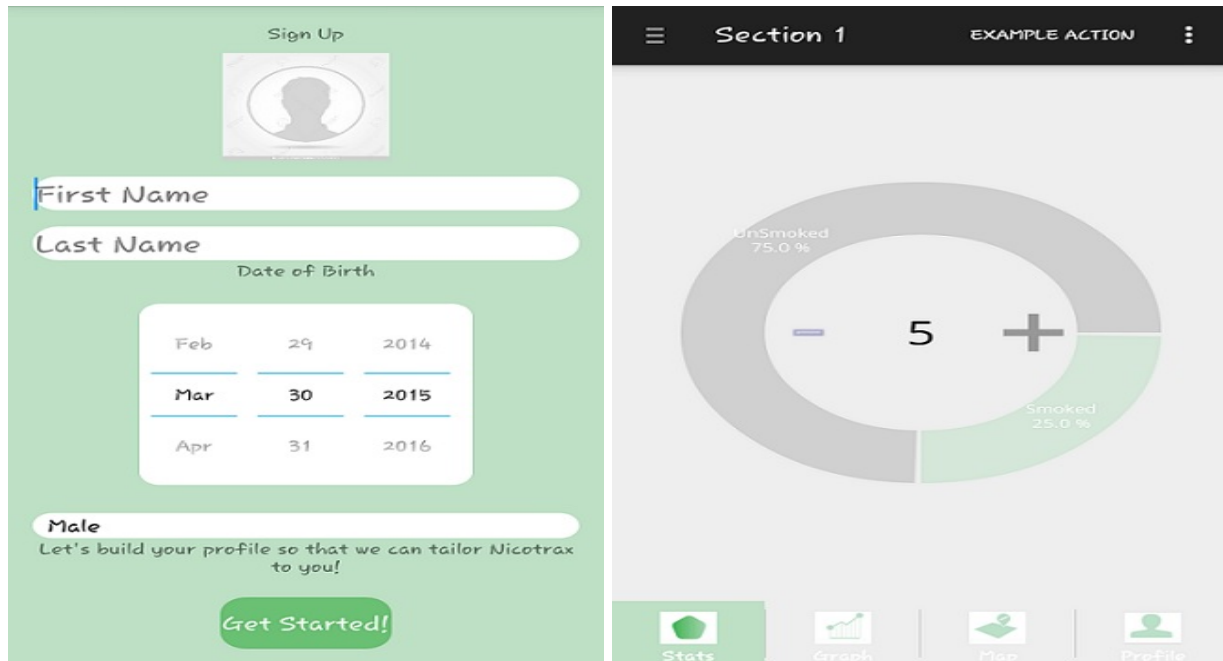 Sign Up
First Name
Last Name
Date of Birth
Feb 29 2014
Mar 30 2015
Apr 31 2016
Male
Let's build your profile so that we can tailor Nicotrax
to you!
Get Started!
Section 1 EXAMPLE ACTION
UnSmoked
75.0 %
- 5 +
Smoked
25.0 %
Stats Graph Map Profile